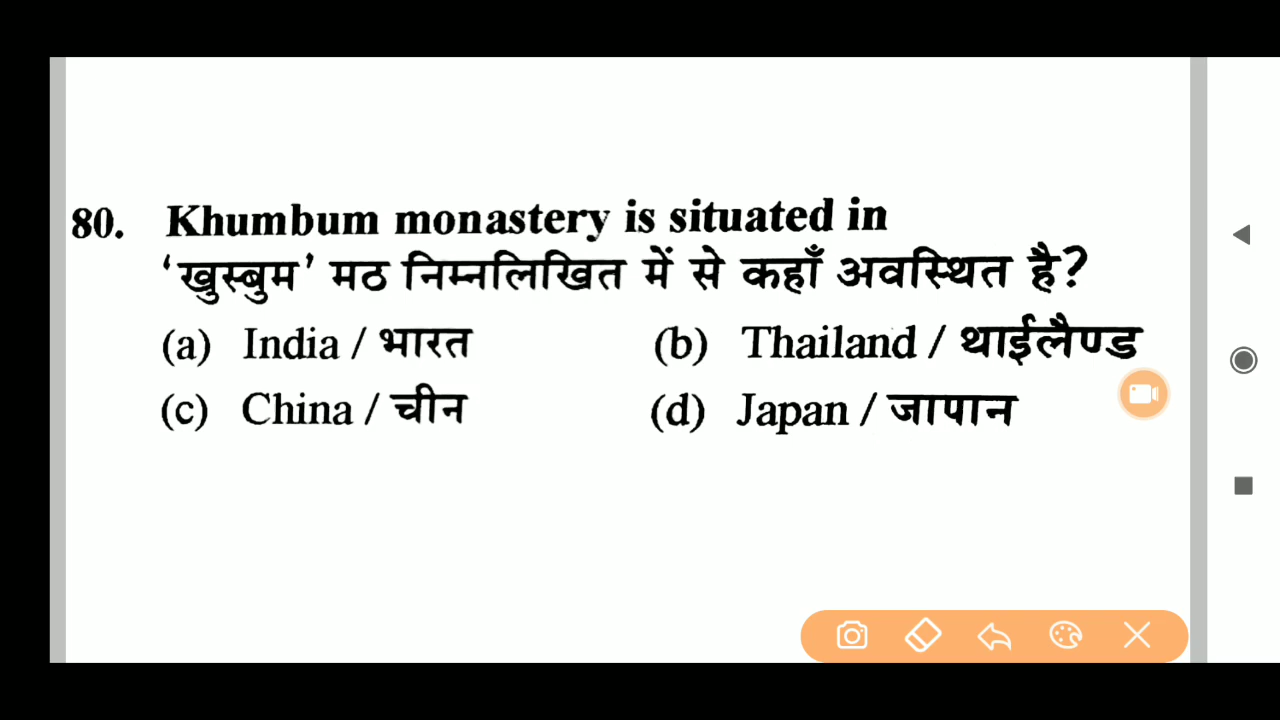 80. Khumbum monastery is situated in
‘खुस्बुम’ मठ निम्नलिखित में से कहाँ अवस्थित है?
(a) India / भारत (b) Thailand / थाईलैण्ड
(c) China / चीन (d) Japan / जापान